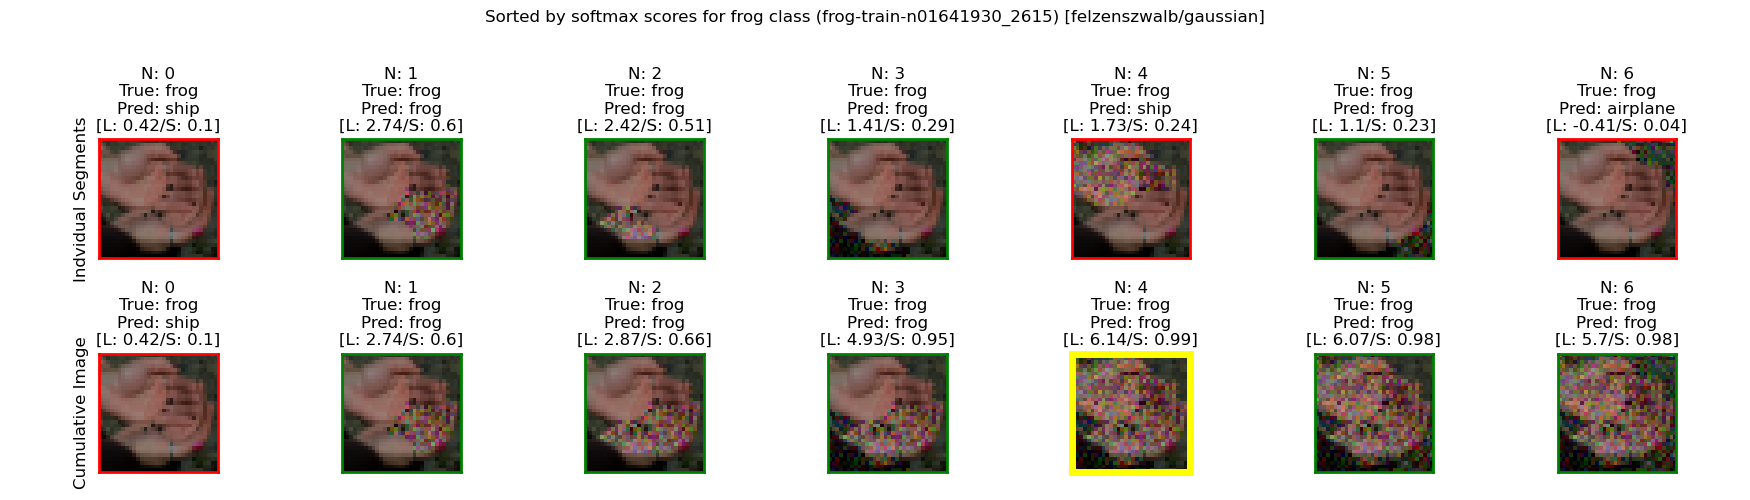 Sorted by softmax scores for frog class (frog-train-n01641930_2615) [felzenszwalb/gaussian]
Indvidual Segments
N: 0
True: frog
Pred: ship
[L: 0.42/S: 0.1]
N: 1
True: frog
Pred: frog
[L: 2.74/S: 0.6]
N: 2
True: frog
Pred: frog
[L: 2.42/S: 0.51]
N: 3
True: frog
Pred: frog
[L: 1.41/S: 0.29]
N: 4
True: frog
Pred: ship
[L: 1.73/S: 0.24]
N: 5
True: frog
Pred: frog
[L: 1.1/S: 0.23]
N: 6
True: frog
Pred: airplane
[L: -0.41/S: 0.04]
Cumulative Image
N: 0
True: frog
Pred: ship
[L: 0.42/S: 0.1]
N: 1
True: frog
Pred: frog
[L: 2.74/S: 0.6]
N: 2
True: frog
Pred: frog
[L: 2.87/S: 0.66]
N: 3
True: frog
Pred: frog
[L: 4.93/S: 0.95]
N: 4
True: frog
Pred: frog
[L: 6.14/S: 0.99]
N: 5
True: frog
Pred: frog
[L: 6.07/S: 0.98]
N: 6
True: frog
Pred: frog
[L: 5.7/S: 0.98]